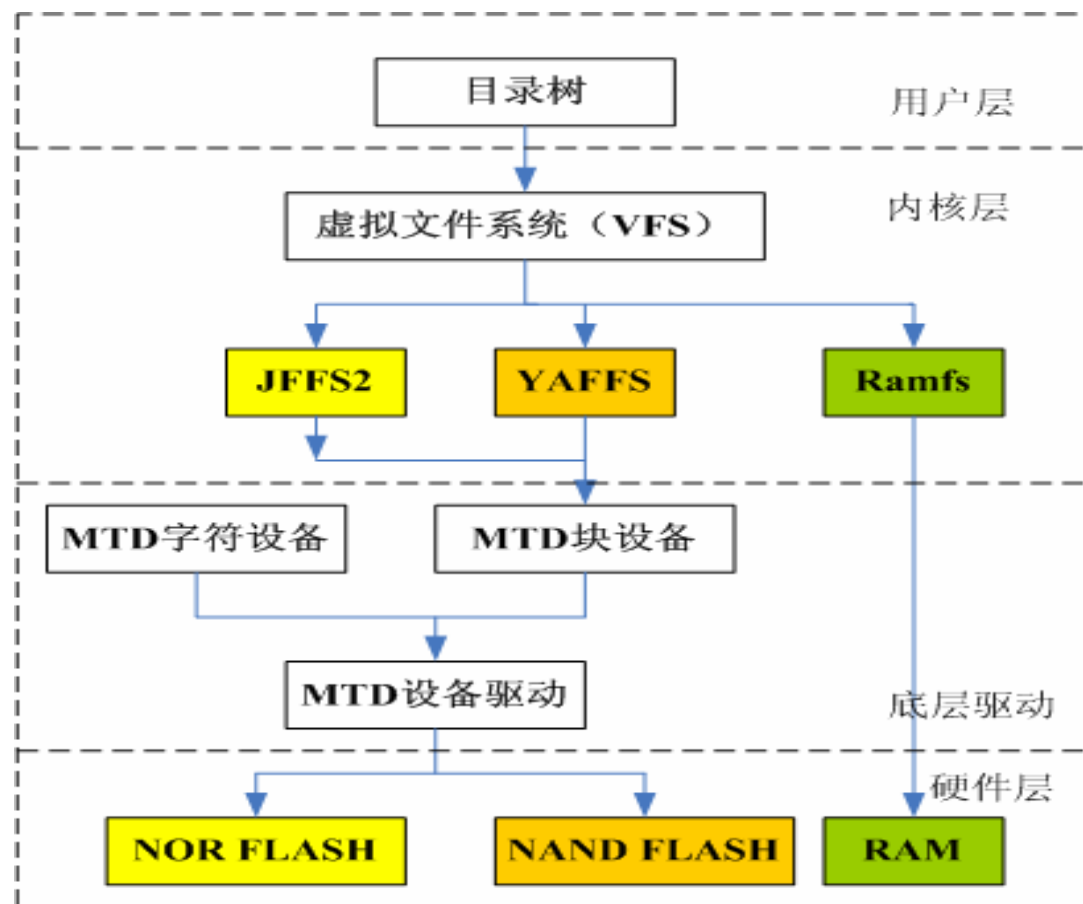 目录树
用户层
内核层
虚拟文件系统（VFS）
JFFS2
YAFFS
Ramfs
MTD字符设备
MTD块设备
MTD设备驱动
底层驱动
硬件层
NOR FLASH
NAND FLASH
RAM